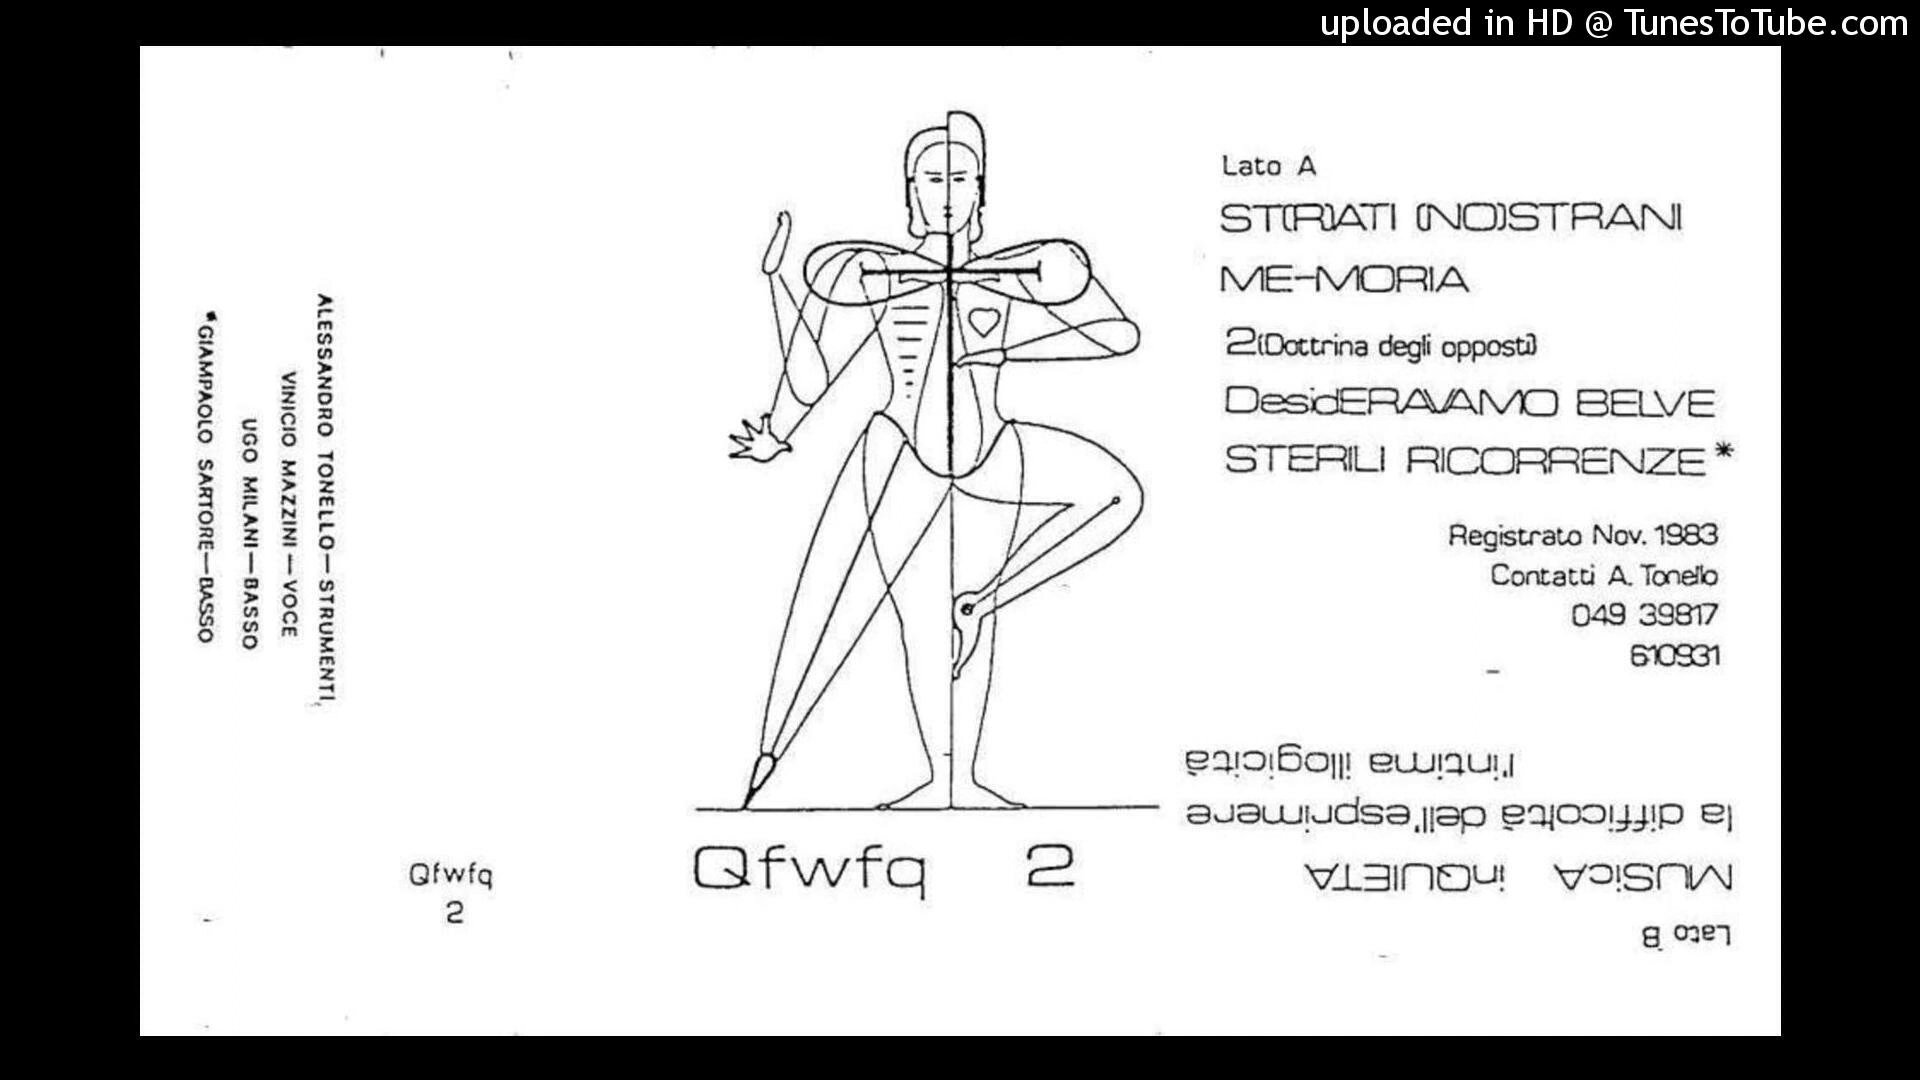 uploaded in HD @ TunesToTube.com
ALESSANDRO TONELLO—STRUMENTI,
VINICIO MAZZINI—VOCE
UGO MILANI—BASSO
*GIAMPAOLO SARTORE—BASSO
Qfwfq
2
Qfwfq 2
Lato A
ST(R)ATI (NO)STRANI
ME-MORIA
2(Dottrina degli opposti)
DesidERAVAMO BELVE
STERILI RICORRENZE*
Registrato Nov. 1983
Contatti A. Tonello
049 39817
610931
Lato B
MUSiCA iNQUIETA
la difficoltà dell'esprimere
l'intima illogicità